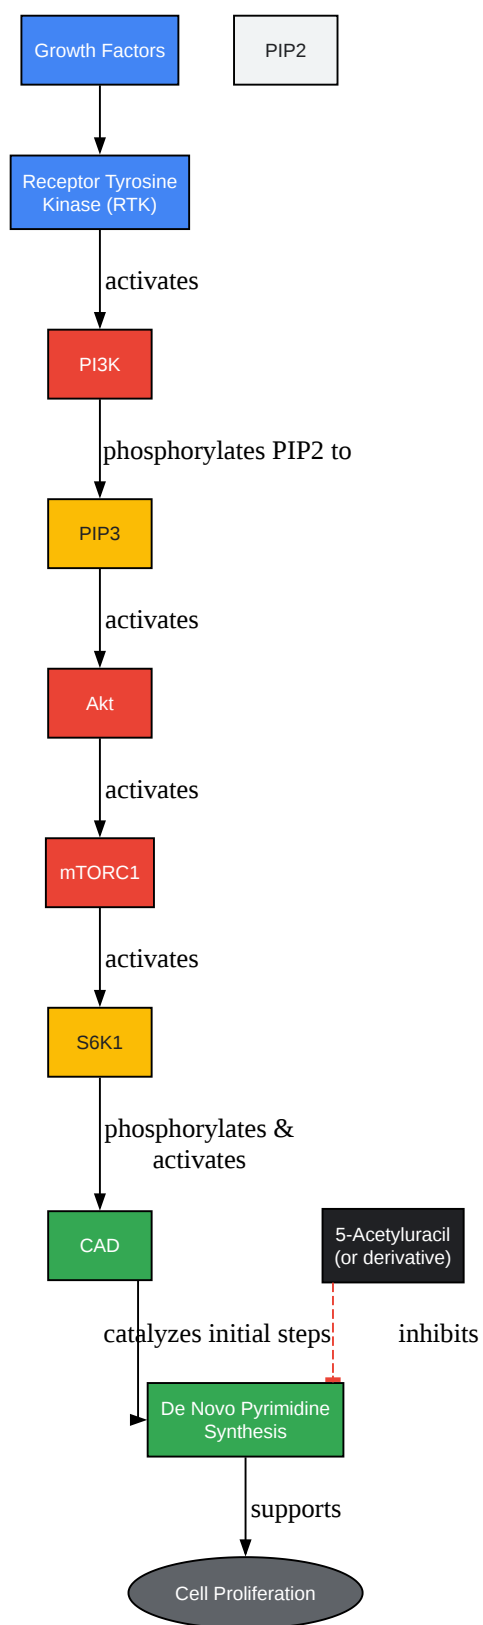 Growth Factors
PIP2
Receptor Tyrosine
Kinase (RTK)
activates
PI3K
phosphorylates PIP2 to
PIP3
activates
Akt
activates
mTORC1
activates
S6K1
phosphorylates &
activates
CAD
5-Acetyluracil
(or derivative)
catalyzes initial steps
inhibits
De Novo Pyrimidine
Synthesis
supports
Cell Proliferation